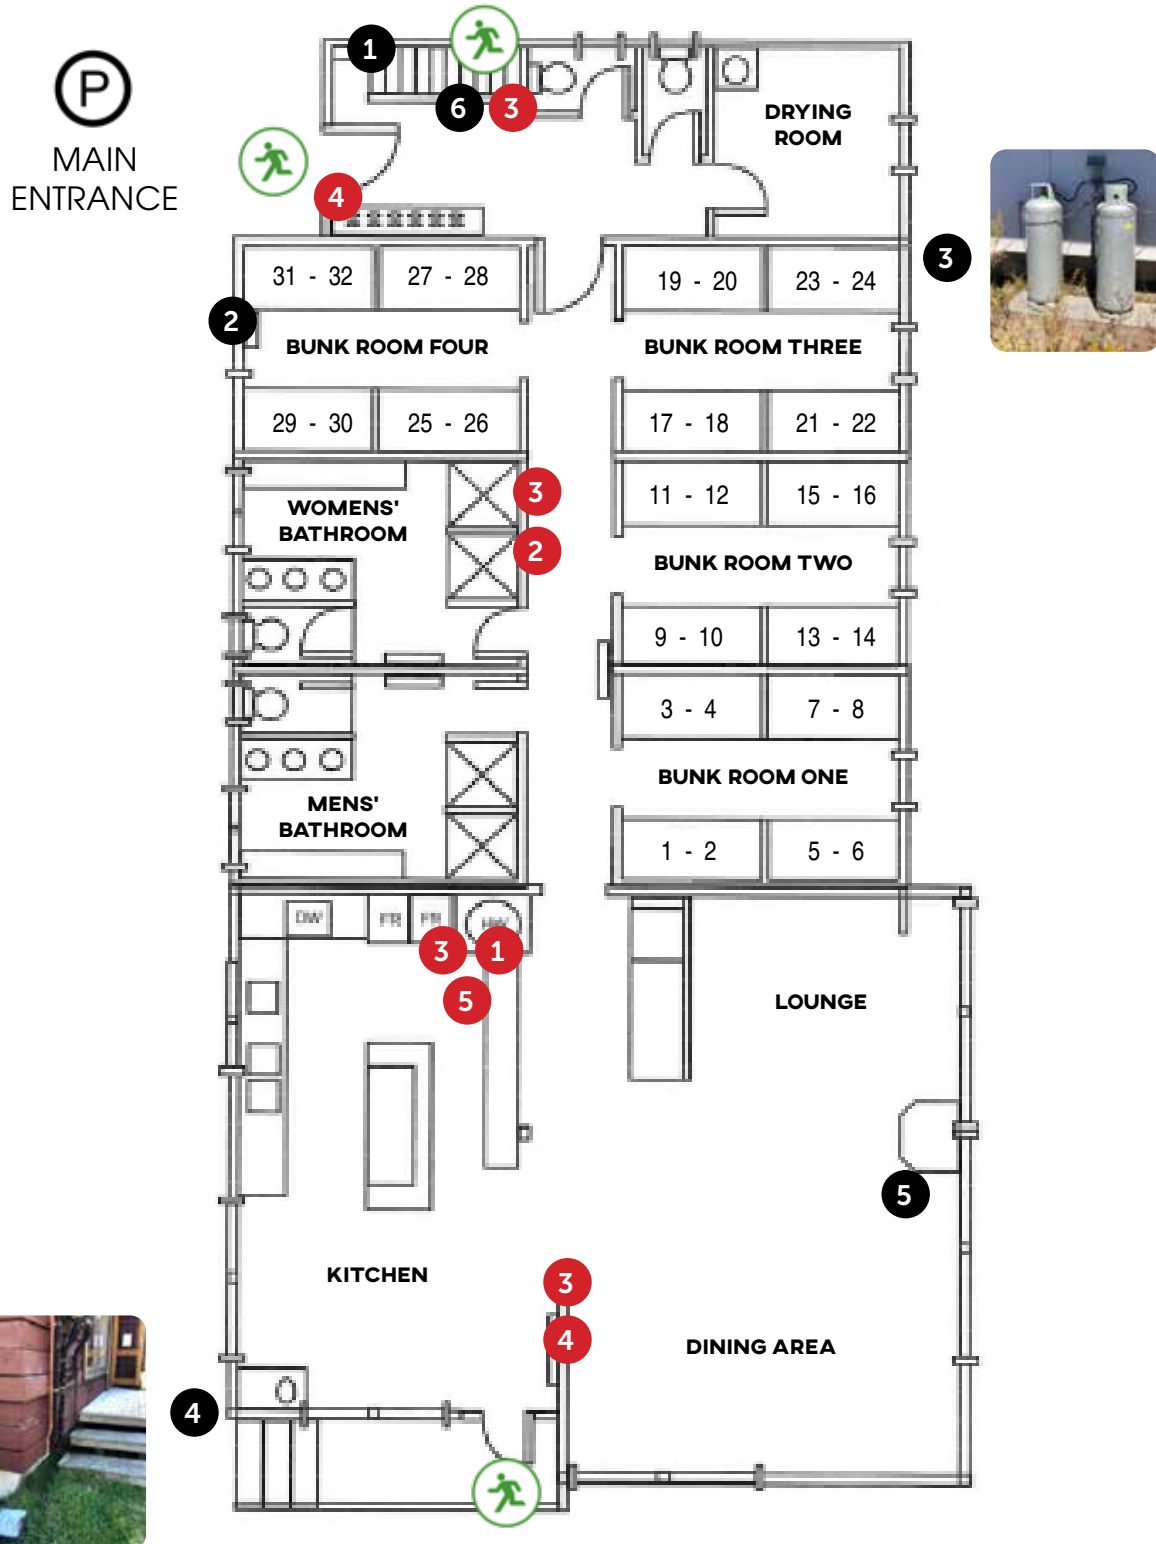 P
MAIN
ENTRANCE
1
6
3
DRYING
ROOM
4
3
31 - 32
27 - 28
19 - 20
23 - 24
2
BUNK ROOM FOUR
BUNK ROOM THREE
29 - 30
25 - 26
17 - 18
21 - 22
3
11 - 12
15 - 16
WOMENS'
BATHROOM
2
BUNK ROOM TWO
9 - 10
13 - 14
3 - 4
7 - 8
BUNK ROOM ONE
MENS'
BATHROOM
1 - 2
5 - 6
DW
FR
FR
HW
3
1
5
LOUNGE
5
KITCHEN
3
4
DINING AREA
4